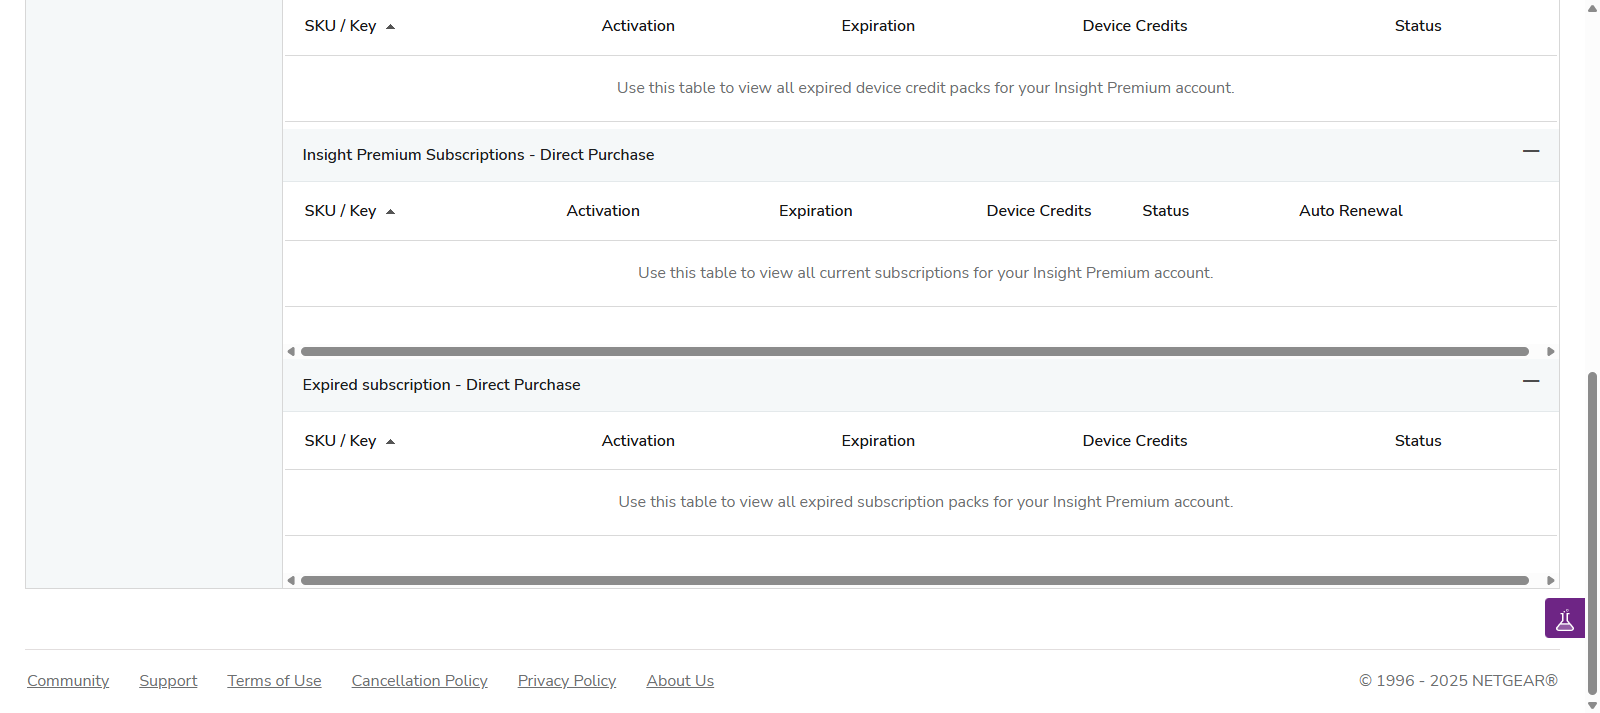 SKU / Key Activation Expiration Device Credits Status
Use this table to view all expired device credit packs for your Insight Premium account.
Insight Premium Subscriptions - Direct Purchase
SKU / Key Activation Expiration Device Credits Status Auto Renewal
Use this table to view all current subscriptions for your Insight Premium account.
Expired subscription - Direct Purchase
SKU / Key Activation Expiration Device Credits Status
Use this table to view all expired subscription packs for your Insight Premium account.
Community Support Terms of Use Cancellation Policy Privacy Policy About Us © 1996 - 2025 NETGEAR®